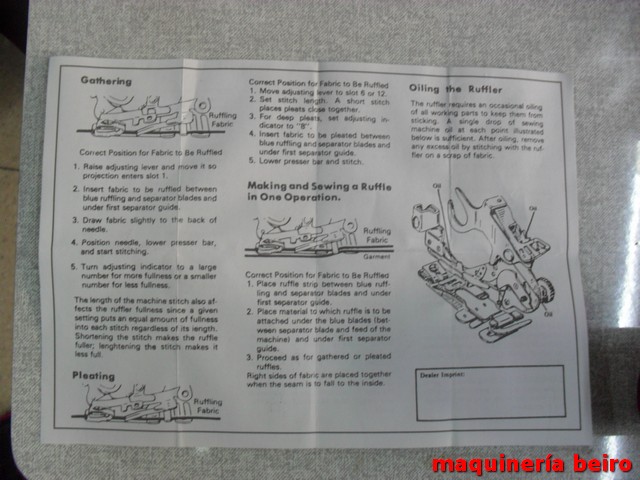 Gathering
Ruffling
Fabric
Correct Position for Fabric to Be Ruffled
1. Raise adjusting lever and move it so
projection enters slot 1.
2. Insert fabric to be ruffled between
blue ruffling and separator blades and
under first separator guide.
3. Draw fabric slightly to the back of
needle.
4. Position needle, lower presser bar,
and start stitching.
5. Turn adjusting indicator to a large
number for more fullness or a smaller
number for less fullness.
The length of the machine stitch also af-
fects the ruffler fullness since a given
setting puts an equal amount of fullness
into each stitch regardless of its length.
Shortening the stitch makes the ruffle
fuller; lenghtening the stitch makes it
less full.
Pleating
Ruffling
Fabric
Correct Position for Fabric to Be Ruffled
1. Move adjusting lever to slot 6 or 12.
2. Set stitch length. A short stitch
places pleats close together.
3. For deep pleats, set adjusting in-
dicator to "8".
4. Insert fabric to be pleated between
blue ruffling and separator blades and
under first separator guide.
5. Lower presser bar and stitch.
Making and Sewing a Ruffle
in One Operation.
Ruffling
Fabric
Garment
Correct Position for Fabric to Be Ruffled
1. Place ruffle strip between blue ruff-
ling and separator blades and under
first separator guide.
2. Place material to which ruffle is to be
attached under the blue blades (bet-
ween separator blade and feed of the
machine) and under first separator
guide.
3. Proceed as for gathered or pleated
ruffles.
Right sides of fabric are placed together
when the seam is to fall to the inside.
Oiling the Ruffler
The ruffler requires an occasional oiling
of all working parts to keep them from
sticking. A single drop of sewing
machine oil at each point illustrated
below is sufficient. After oiling, remove
any excess oil by stitching with the ruf-
fler on a scrap of fabric.
Oil
Oil
Oil
Dealer Imprint:
maquinería beiro